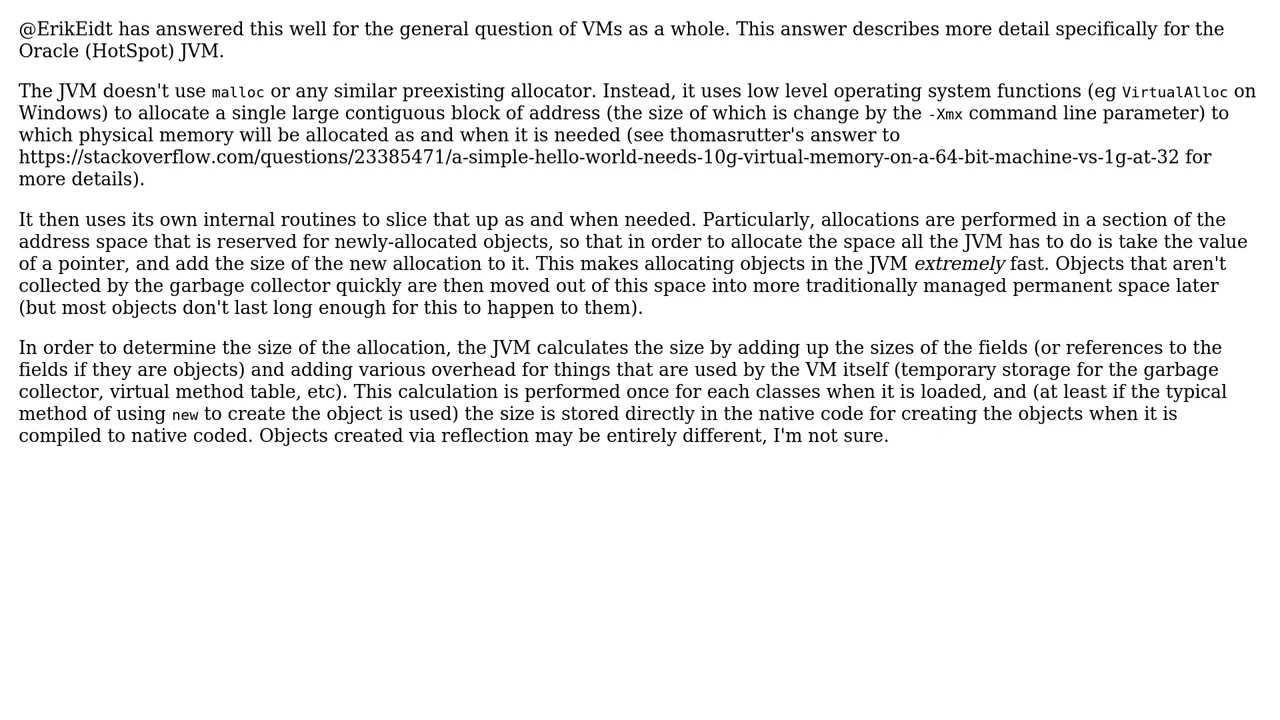 @ErikEidt has answered this well for the general question of VMs as a whole. This answer describes more detail specifically for the
Oracle (HotSpot) JVM.
The JVM doesn't use malloc or any similar preexisting allocator. Instead, it uses low level operating system functions (eg VirtualAlloc on
Windows) to allocate a single large contiguous block of address (the size of which is change by the -Xmx command line parameter) to
which physical memory will be allocated as and when it is needed (see thomasrutter's answer to
https://stackoverflow.com/questions/23385471/a-simple-hello-world-needs-10g-virtual-memory-on-a-64-bit-machine-vs-1g-at-32 for
more details).
It then uses its own internal routines to slice that up as and when needed. Particularly, allocations are performed in a section of the
address space that is reserved for newly-allocated objects, so that in order to allocate the space all the JVM has to do is take the value
of a pointer, and add the size of the new allocation to it. This makes allocating objects in the JVM extremely fast. Objects that aren't
collected by the garbage collector quickly are then moved out of this space into more traditionally managed permanent space later
(but most objects don't last long enough for this to happen to them).
In order to determine the size of the allocation, the JVM calculates the size by adding up the sizes of the fields (or references to the
fields if they are objects) and adding various overhead for things that are used by the VM itself (temporary storage for the garbage
collector, virtual method table, etc). This calculation is performed once for each classes when it is loaded, and (at least if the typical
method of using new to create the object is used) the size is stored directly in the native code for creating the objects when it is
compiled to native coded. Objects created via reflection may be entirely different, I'm not sure.